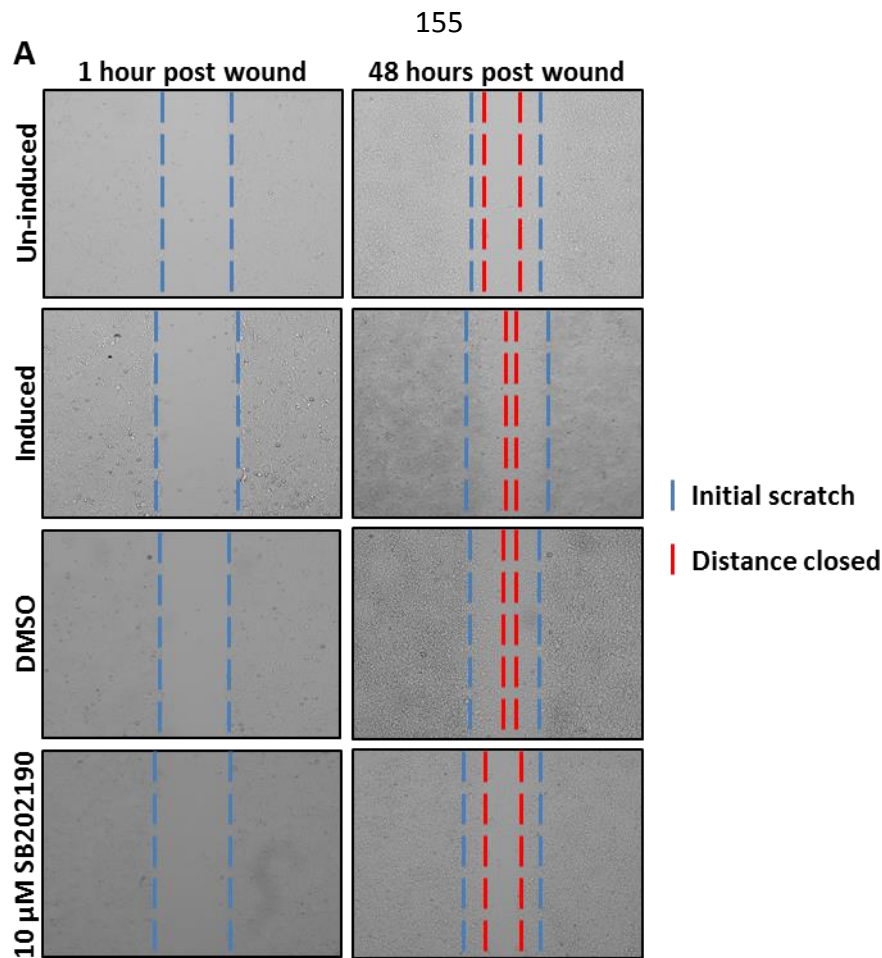 155
A
1 hour post wound
48 hours post wound
Un-induced
Induced
DMSO
10 µM SB202190
Initial scratch
Distance closed